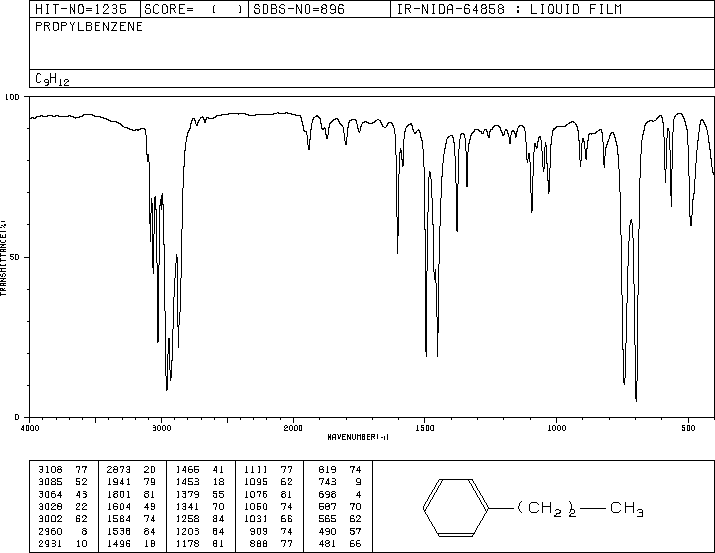 HIT-NO=1235 SCORE= ( ) SDBS-NO=896 IR-NIDA-64858 : LIQUID FILM
PROPYLBENZENE
C9H12
100
50
0
TRANSMITTANCE(%)
4000 3000 2000 1500 1000 500
WAVENUMBER(-1)
3108 77 2873 20 1466 41 1111 77 819 74
3085 52 1941 79 1453 18 1095 62 743 9
3064 43 1801 81 1379 55 1076 81 698 4
3028 22 1604 49 1341 70 1050 74 587 70
3002 62 1584 74 1258 84 1031 66 565 62
2960 8 1538 84 1203 84 909 74 490 57
2931 10 1496 18 1178 81 888 77 481 66
(CH2)2 CH3